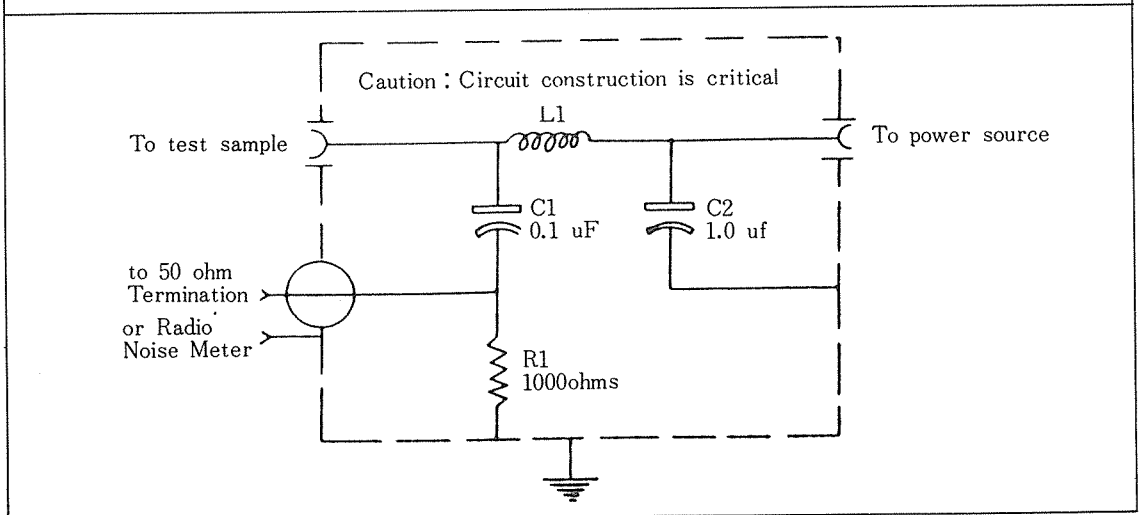 Caution : Circuit construction is critical
L1
To test sample
To power source
C1
0.1 uF
C2
1.0 uf
to 50 ohm
Termination
or Radio
Noise Meter
R1
1000ohms